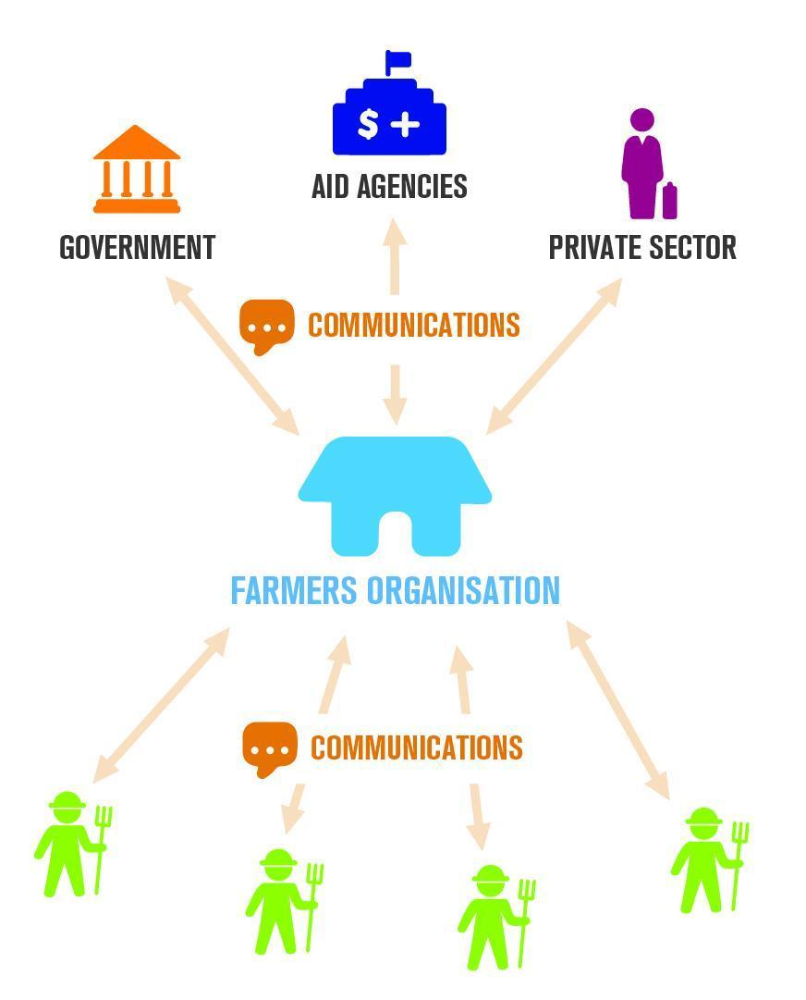 $ +
AID AGENCIES
GOVERNMENT
PRIVATE SECTOR
COMMUNICATIONS
FARMERS ORGANISATION
COMMUNICATIONS